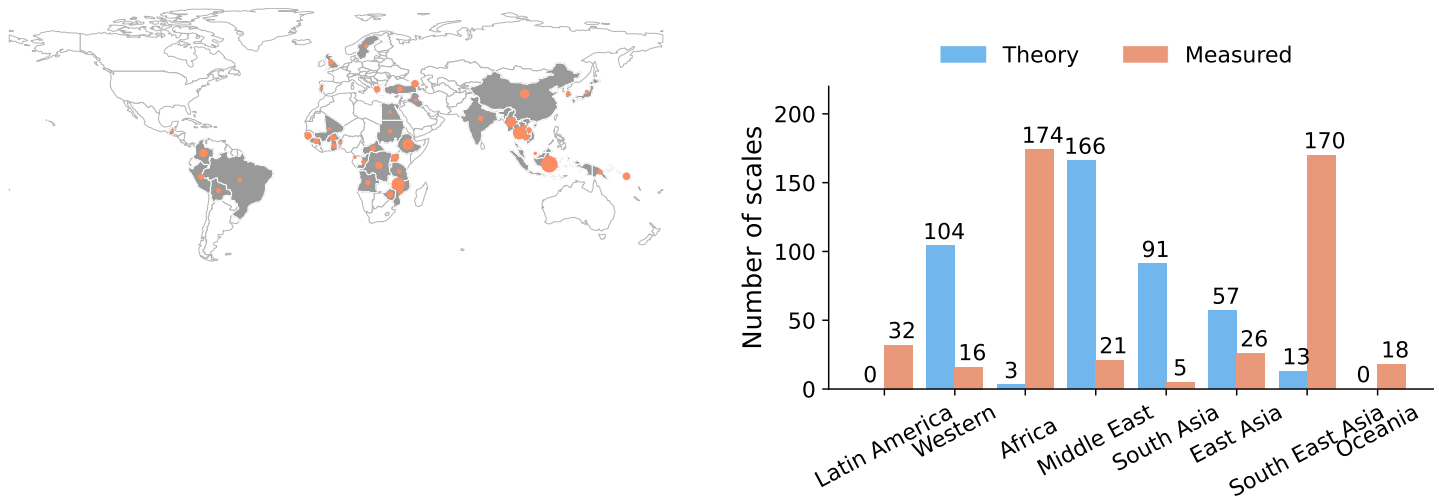 Theory
Measured
Number of scales
200
150
100
50
0
0
32
104
16
3
174
166
21
91
5
57
26
13
170
0
18
Latin America
Western
Africa
Middle East
South Asia
East Asia
South East Asia
Oceania